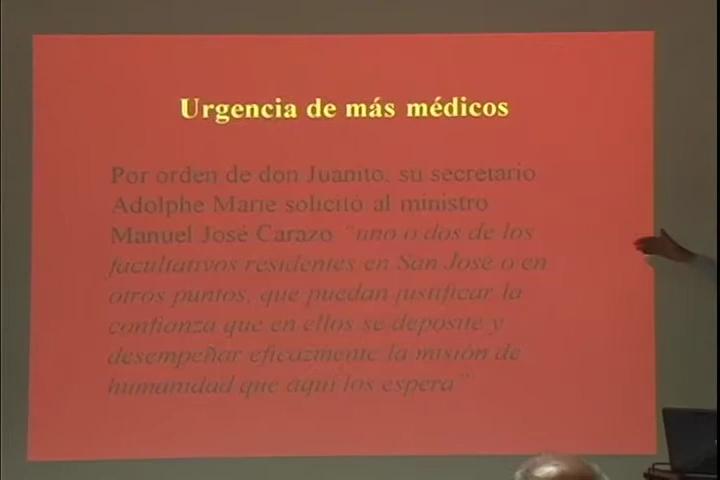 Urgencia de más médicos
Por orden de don Juanito, su secretario
Adolphe Marie solicitó al ministro
Manuel José Carazo "uno o dos de los
facultativos residentes en San José o en
otros puntos, que puedan justificar la
confianza que en ellos se deposite y
desempeñar eficazmente la misión de
humanidad que aquí los espera"